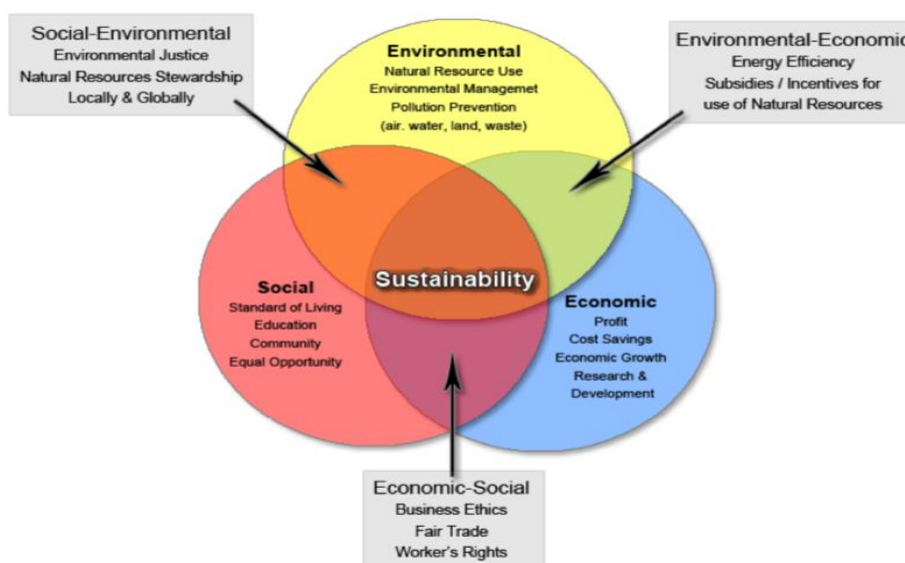 Social-Environmental
Environmental Justice
Natural Resources Stewardship
Locally & Globally
Environmental
Natural Resource Use
Environmental Managemet
Pollution Prevention
(air. water, land, waste)
Environmental-Economic
Energy Efficiency
Subsidies / Incentives for
use of Natural Resources
Sustainability
Social
Standard of Living
Education
Community
Equal Opportunity
Economic
Profit
Cost Savings
Economic Growth
Research &
Development
Economic-Social
Business Ethics
Fair Trade
Worker's Rights